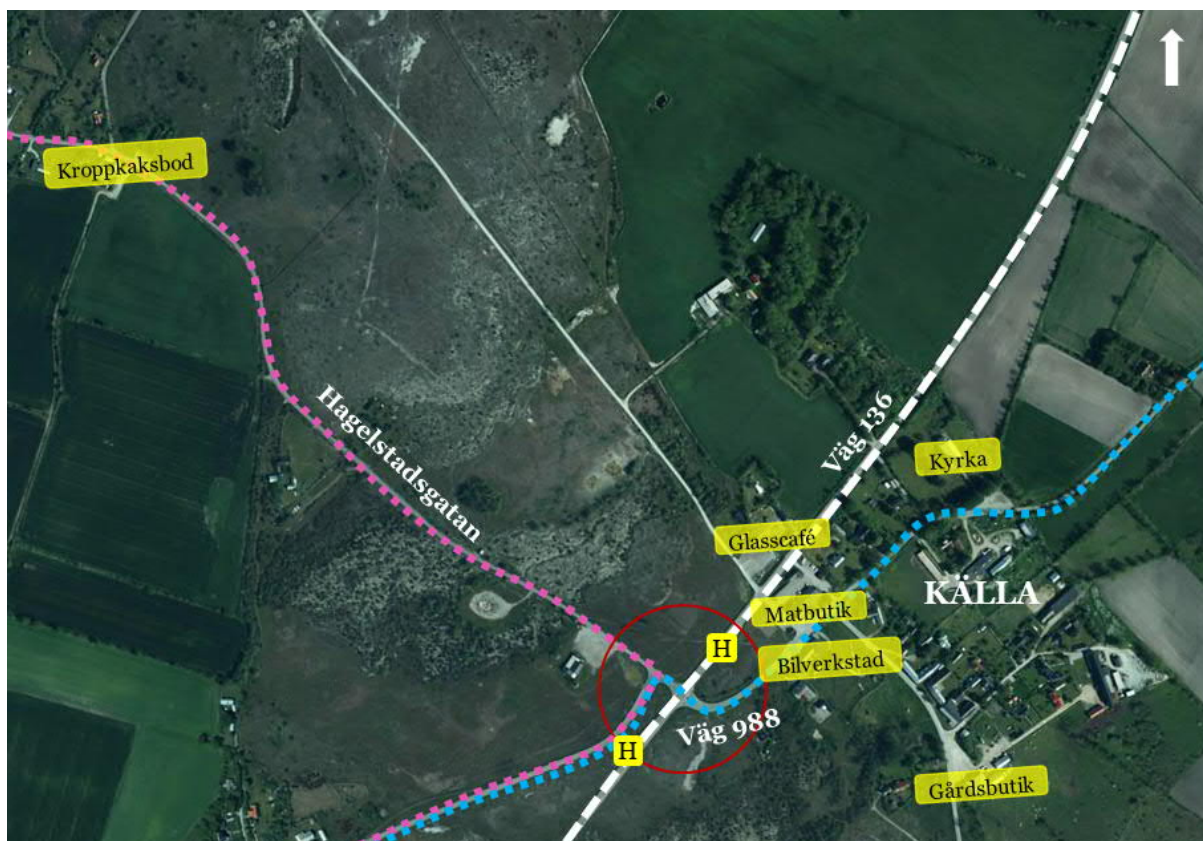 Kroppkaksbod
Hagelstadsgatan
Väg 136
Kyrka
Glasscafé
KÄLLA
Matbutik
H
Bilverkstad
Väg 988
H
Gårdsbutik